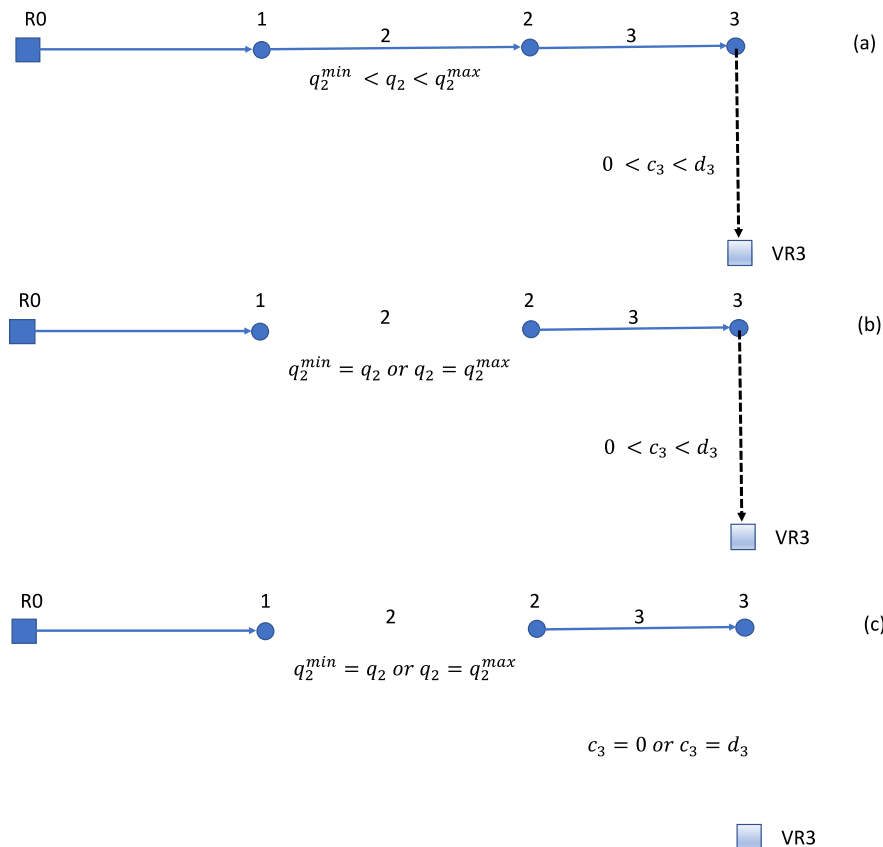 R0 1 2 3
2 3 (a)
q_2^{min} < q_2 < q_2^{max}
0 < c_3 < d_3
VR3
R0 1 2 3
2 3 (b)
q_2^{min} = q_2 or q_2 = q_2^{max}
0 < c_3 < d_3
VR3
R0 1 2 3
2 3 (c)
q_2^{min} = q_2 or q_2 = q_2^{max}
c_3 = 0 or c_3 = d_3
VR3